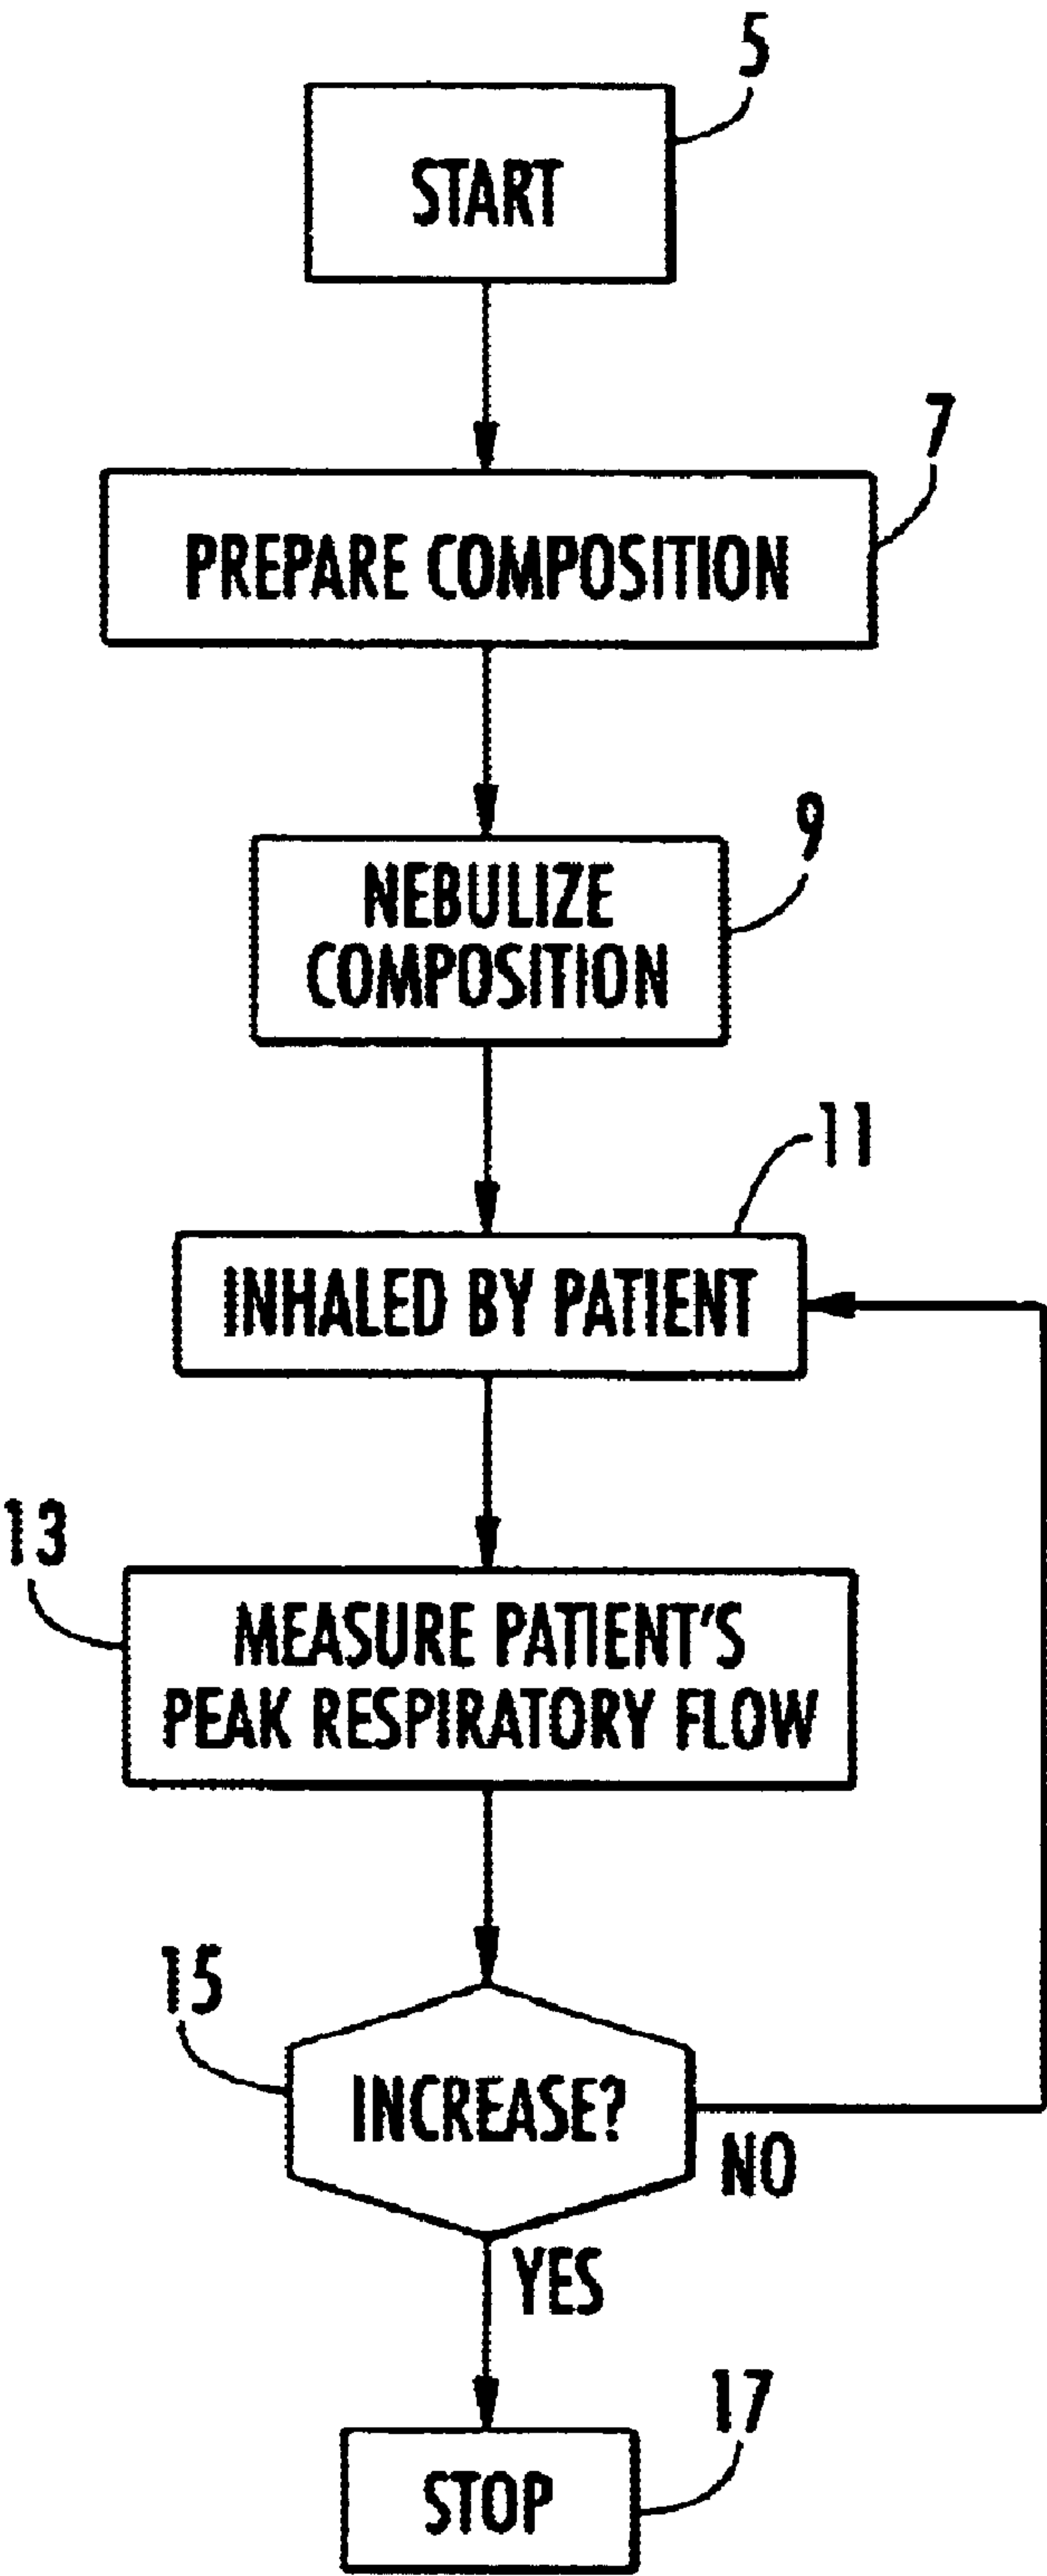 5
START
7
PREPARE COMPOSITION
9
NEBULIZE
COMPOSITION
11
INHALED BY PATIENT
13
MEASURE PATIENT'S
PEAK RESPIRATORY FLOW
15
INCREASE?
NO
YES
17
STOP